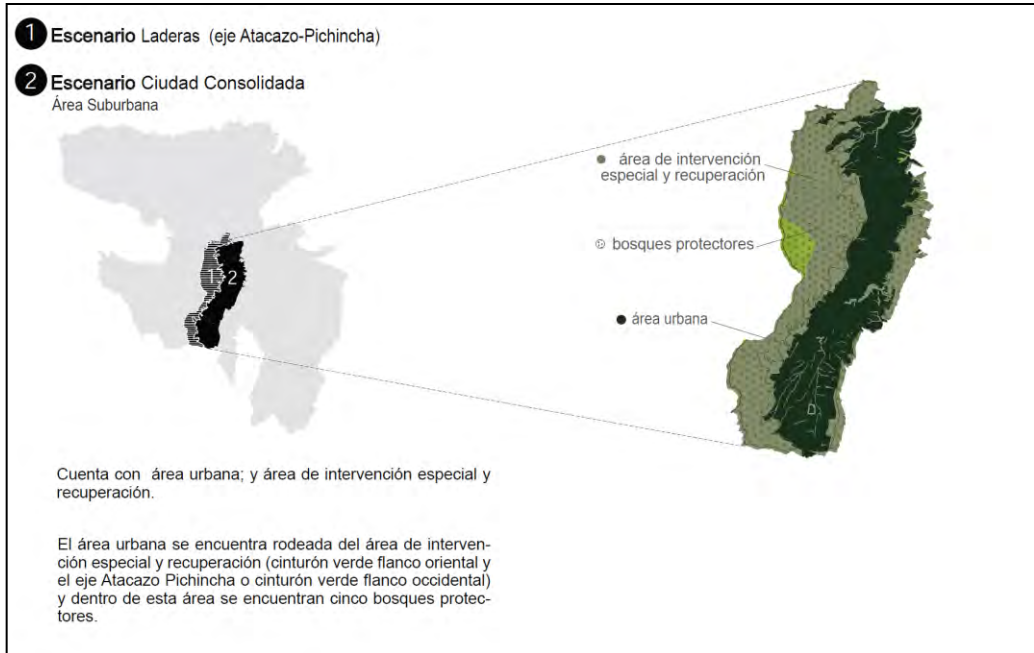 1 Escenario Laderas (eje Atacazo-Pichincha)
2 Escenario Ciudad Consolidada
Área Suburbana
1 2
área de intervención
especial y recuperación
bosques protectores
área urbana
Cuenta con área urbana; y área de intervención especial y
recuperación.
El área urbana se encuentra rodeada del área de interven-
ción especial y recuperación (cinturón verde flanco oriental y
el eje Atacazo Pichincha o cinturón verde flanco occidental)
y dentro de esta área se encuentran cinco bosques protec-
tores.